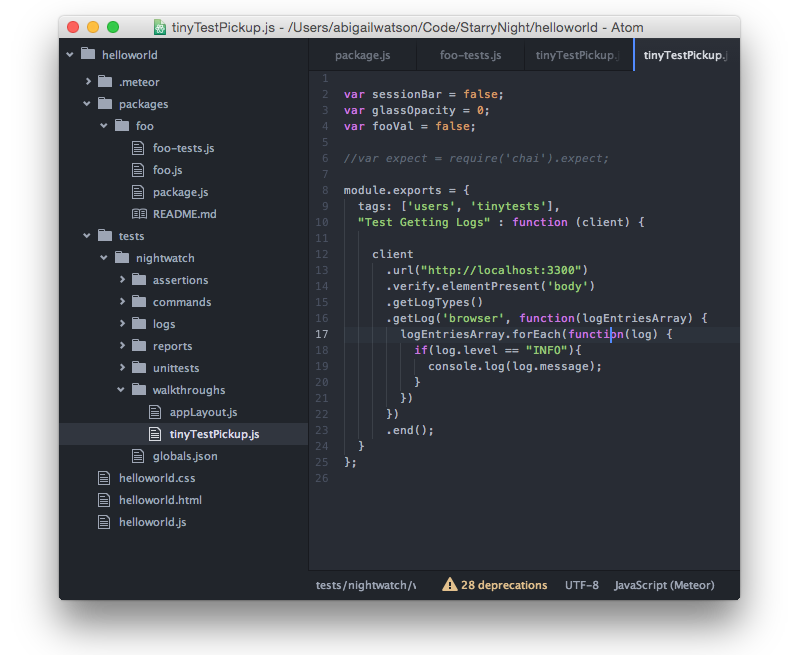 tinyTestPickup.js - /Users/abigailwatson/Code/StarryNight/helloworld - Atom
helloworld
.meteor
packages
foo
foo-tests.js
foo.js
package.js
README.md
tests
nightwatch
assertions
commands
logs
reports
unittests
walkthroughs
appLayout.js
tinyTestPickup.js
globals.json
helloworld.css
helloworld.html
helloworld.js
package.js foo-tests.js tinyTestPickup. tinyTestPickup.j
1
2 var sessionBar = false;
3 var glassOpacity = 0;
4 var fooVal = false;
5
6 //var expect = require('chai').expect;
7
8 module.exports = {
9 tags: ['users', 'tinytests'],
10 "Test Getting Logs" : function (client) {
11
12 client
13 .url("http://localhost:3300")
14 .verify.elementPresent('body')
15 .getLogTypes()
16 .getLog('browser', function(logEntriesArray) {
17 logEntriesArray.forEach(function(log) {
18 if(log.level == "INFO"){
19 console.log(log.message);
20 }
21 })
22 })
23 .end();
24 }
25 };
26
tests/nightwatch/v 28 deprecations UTF-8 JavaScript (Meteor)